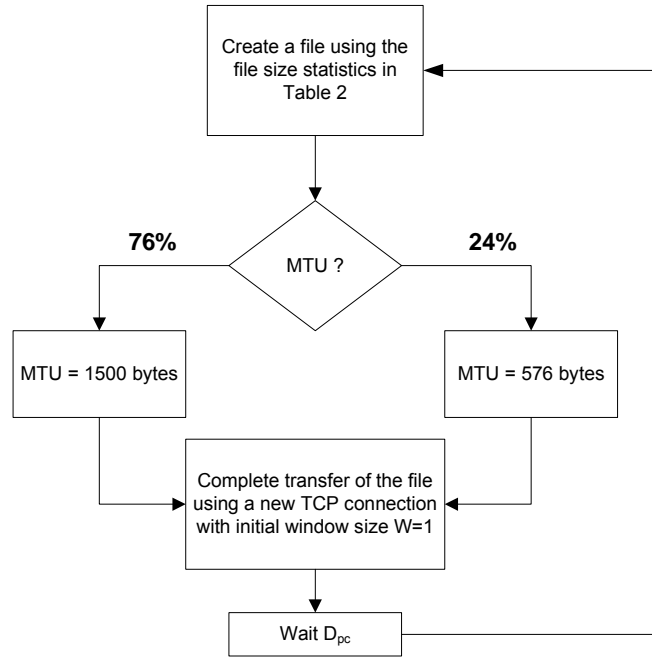 Create a file using the
file size statistics in
Table 2
76%
24%
MTU ?
MTU = 1500 bytes
MTU = 576 bytes
Complete transfer of the file
using a new TCP connection
with initial window size W=1
Wait Dpc